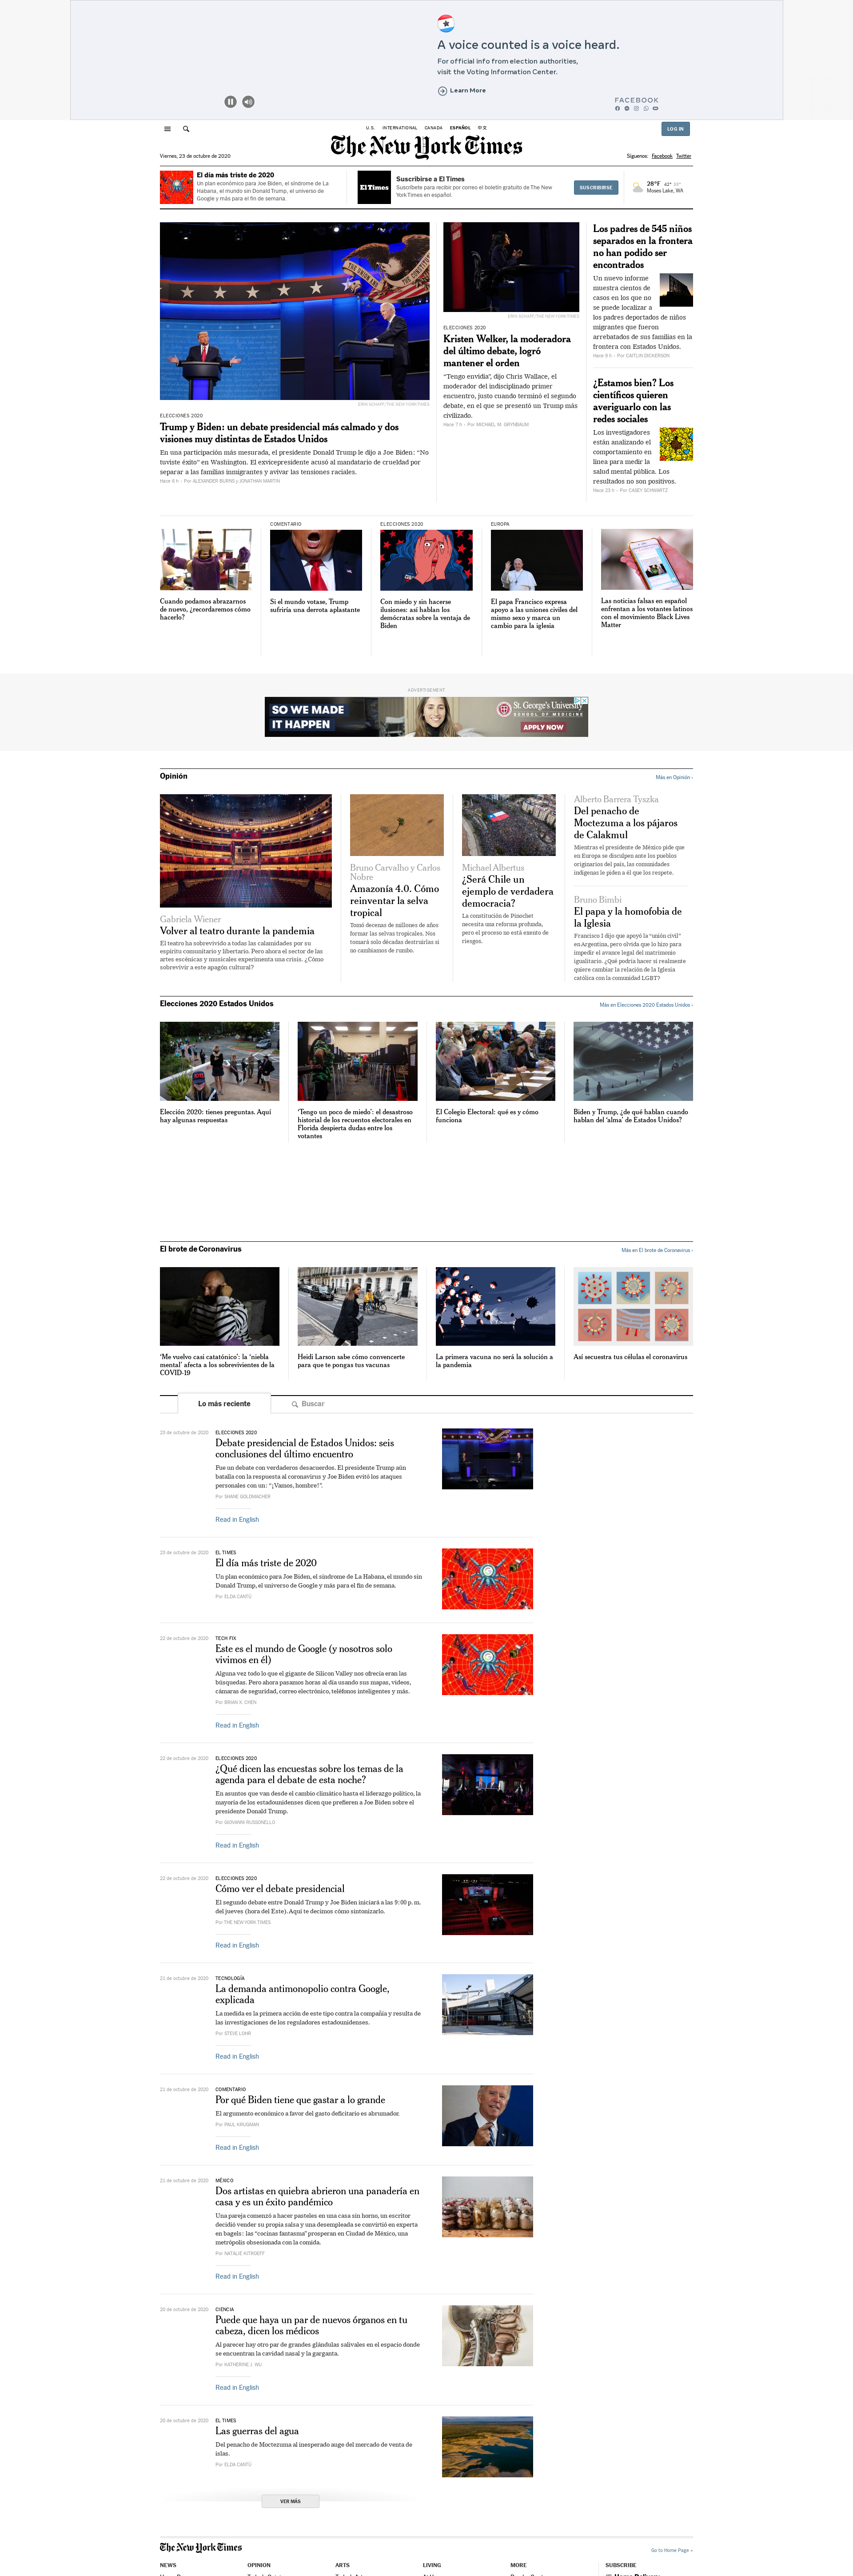 A voice counted is a voice heard.
For official info from election authorities,
visit the Voting Information Center.
Learn More
FACEBOOK
U.S. INTERNATIONAL CANADA ESPAÑOL 中文
LOG IN
The New York Times
Viernes, 23 de octubre de 2020
Síguenos: Facebook Twitter
El día más triste de 2020
Un plan económico para Joe Biden, el síndrome de La
Habana, el mundo sin Donald Trump, el universo de
Google y más para el fin de semana.
El Times
Suscribirse a El Times
Suscríbete para recibir por correo el boletín gratuito de The New
York Times en español.
SUSCRIBIRSE
28°F 42° 33°
Moses Lake, WA
ERIN SCHAFF/THE NEW YORK TIMES
ELECCIONES 2020
Trump y Biden: un debate presidencial más calmado y dos
visiones muy distintas de Estados Unidos
En una participación más mesurada, el presidente Donald Trump le dijo a Joe Biden: “No
tuviste éxito” en Washington. El exvicepresidente acusó al mandatario de crueldad por
separar a las familias inmigrantes y avivar las tensiones raciales.
Hace 6 h - Por ALEXANDER BURNS y JONATHAN MARTIN
ERIN SCHAFF/THE NEW YORK TIMES
ELECCIONES 2020
Kristen Welker, la moderadora
del último debate, logró
mantener el orden
“Tengo envidia”, dijo Chris Wallace, el
moderador del indisciplinado primer
encuentro, justo cuando terminó el segundo
debate, en el que se presentó un Trump más
civilizado.
Hace 7 h - Por MICHAEL M. GRYNBAUM
Los padres de 545 niños
separados en la frontera
no han podido ser
encontrados
Un nuevo informe
muestra cientos de
casos en los que no
se puede localizar a
los padres deportados de niños
migrantes que fueron
arrebatados de sus familias en la
frontera con Estados Unidos.
Hace 9 h - Por CAITLIN DICKERSON
¿Estamos bien? Los
científicos quieren
averiguarlo con las
redes sociales
Los investigadores
están analizando el
comportamiento en
línea para medir la
salud mental pública. Los
resultados no son positivos.
Hace 23 h - Por CASEY SCHWARTZ
Cuando podamos abrazarnos
de nuevo, ¿recordaremos cómo
hacerlo?
COMENTARIO
Si el mundo votase, Trump
sufriría una derrota aplastante
ELECCIONES 2020
Con miedo y sin hacerse
ilusiones: así hablan los
demócratas sobre la ventaja de
Biden
EUROPA
El papa Francisco expresa
apoyo a las uniones civiles del
mismo sexo y marca un
cambio para la iglesia
Las noticias falsas en español
enfrentan a los votantes latinos
con el movimiento Black Lives
Matter
ADVERTISEMENT
SO WE MADE
IT HAPPEN
St. George's University
SCHOOL OF MEDICINE
APPLY NOW
Opinión
Más en Opinión ›
Gabriela Wiener
Volver al teatro durante la pandemia
El teatro ha sobrevivido a todas las calamidades por su
espíritu comunitario y libertario. Pero ahora el sector de las
artes escénicas y musicales experimenta una crisis. ¿Cómo
sobrevivir a este apagón cultural?
Bruno Carvalho y Carlos
Nobre
Amazonía 4.0. Cómo
reinventar la selva
tropical
Tomó decenas de millones de años
formar las selvas tropicales. Nos
tomará solo décadas destruirlas si
no cambiamos de rumbo.
Michael Albertus
¿Será Chile un
ejemplo de verdadera
democracia?
La constitución de Pinochet
necesita una reforma profunda,
pero el proceso no está exento de
riesgos.
Alberto Barrera Tyszka
Del penacho de
Moctezuma a los pájaros
de Calakmul
Mientras el presidente de México pide que
en Europa se disculpen ante los pueblos
originarios del país, las comunidades
indígenas le piden a él que los respete.
Bruno Bimbi
El papa y la homofobia de
la Iglesia
Francisco I dijo que apoyó la “unión civil”
en Argentina, pero olvida que lo hizo para
impedir el avance legal del matrimonio
igualitario. ¿Qué podría hacer si realmente
quiere cambiar la relación de la Iglesia
católica con la comunidad LGBT?
Elecciones 2020 Estados Unidos
Más en Elecciones 2020 Estados Unidos ›
Elección 2020: tienes preguntas. Aquí
hay algunas respuestas
‘Tengo un poco de miedo’: el desastroso
historial de los recuentos electorales en
Florida despierta dudas entre los
votantes
El Colegio Electoral: qué es y cómo
funciona
Biden y Trump, ¿de qué hablan cuando
hablan del ‘alma’ de Estados Unidos?
El brote de Coronavirus
Más en El brote de Coronavirus ›
‘Me vuelvo casi catatónico’: la ‘niebla
mental’ afecta a los sobrevivientes de la
COVID-19
Heidi Larson sabe cómo convencerte
para que te pongas tus vacunas
La primera vacuna no será la solución a
la pandemia
Así secuestra tus células el coronavirus
Lo más reciente
Buscar
23 de octubre de 2020
ELECCIONES 2020
Debate presidencial de Estados Unidos: seis
conclusiones del último encuentro
Fue un debate con verdaderos desacuerdos. El presidente Trump aún
batalla con la respuesta al coronavirus y Joe Biden evitó los ataques
personales con un: “¡Vamos, hombre!”.
Por SHANE GOLDMACHER
Read in English
23 de octubre de 2020
EL TIMES
El día más triste de 2020
Un plan económico para Joe Biden, el síndrome de La Habana, el mundo sin
Donald Trump, el universo de Google y más para el fin de semana.
Por ELDA CANTÚ
22 de octubre de 2020
TECH FIX
Este es el mundo de Google (y nosotros solo
vivimos en él)
Alguna vez todo lo que el gigante de Silicon Valley nos ofrecía eran las
búsquedas. Pero ahora pasamos horas al día usando sus mapas, videos,
cámaras de seguridad, correo electrónico, teléfonos inteligentes y más.
Por BRIAN X. CHEN
Read in English
22 de octubre de 2020
ELECCIONES 2020
¿Qué dicen las encuestas sobre los temas de la
agenda para el debate de esta noche?
En asuntos que van desde el cambio climático hasta el liderazgo político, la
mayoría de los estadounidenses dicen que prefieren a Joe Biden sobre el
presidente Donald Trump.
Por GIOVANNI RUSSONELLO
Read in English
22 de octubre de 2020
ELECCIONES 2020
Cómo ver el debate presidencial
El segundo debate entre Donald Trump y Joe Biden iniciará a las 9:00 p. m.
del jueves (hora del Este). Aquí te decimos cómo sintonizarlo.
Por THE NEW YORK TIMES
Read in English
21 de octubre de 2020
TECNOLOGÍA
La demanda antimonopolio contra Google,
explicada
La medida es la primera acción de este tipo contra la compañía y resulta de
las investigaciones de los reguladores estadounidenses.
Por STEVE LOHR
Read in English
21 de octubre de 2020
COMENTARIO
Por qué Biden tiene que gastar a lo grande
El argumento económico a favor del gasto deficitario es abrumador.
Por PAUL KRUGMAN
Read in English
21 de octubre de 2020
MÉXICO
Dos artistas en quiebra abrieron una panadería en
casa y es un éxito pandémico
Una pareja comenzó a hacer pasteles en una casa sin horno, un escritor
decidió vender su propia salsa y una desempleada se convirtió en experta
en bagels: las “cocinas fantasma” prosperan en Ciudad de México, una
metrópolis obsesionada con la comida.
Por NATALIE KITROEFF
Read in English
20 de octubre de 2020
CIENCIA
Puede que haya un par de nuevos órganos en tu
cabeza, dicen los médicos
Al parecer hay otro par de grandes glándulas salivales en el espacio donde
se encuentran la cavidad nasal y la garganta.
Por KATHERINE J. WU
Read in English
20 de octubre de 2020
EL TIMES
Las guerras del agua
Del penacho de Moctezuma al inesperado auge del mercado de venta de
islas.
Por ELDA CANTÚ
VER MÁS
The New York Times
Go to Home Page »
NEWS OPINION ARTS LIVING MORE SUBSCRIBE